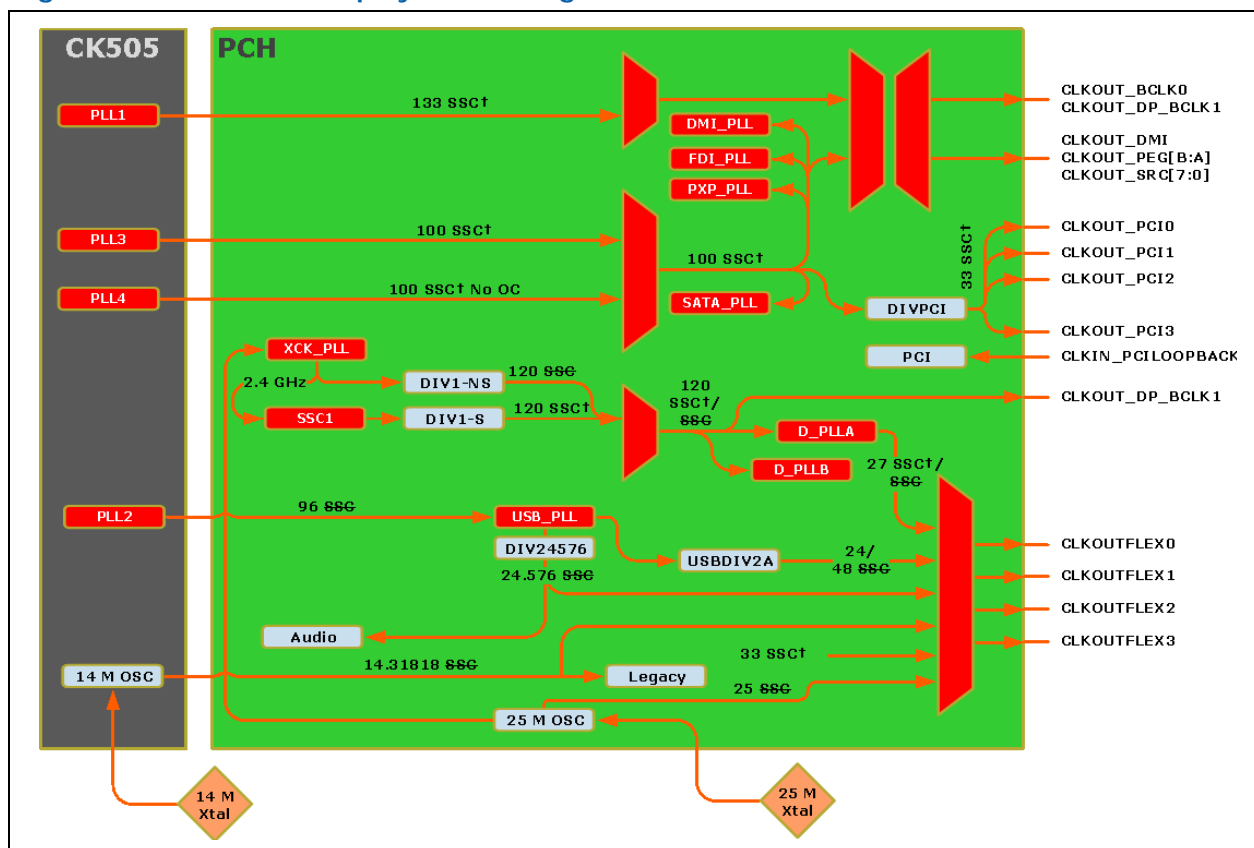 CK505
PCH
PLL1
133 SSC†
DMI_PLL
FDI_PLL
PXP_PLL
CLKOUT_BCLK0
CLKOUT_DP_BCLK1
CLKOUT_DMI
CLKOUT_PEG[B:A]
CLKOUT_SRC[7:0]
PLL3
100 SSC†
PLL4
100 SSC† No OC
100 SSC†
SATA_PLL
33 SSC†
DIVPCI
PCI
CLKOUT_PCI0
CLKOUT_PCI1
CLKOUT_PCI2
CLKOUT_PCI3
CLKIN_PCILOOPBACK
CLKOUT_DP_BCLK1
XCK_PLL
2.4 GHz
SSC1
DIV1-NS
DIV1-S
120 SSC
120 SSC†
120
SSC†/
SSC
D_PLLA
D_PLLB
27 SSC†/
SSC
PLL2
96 SSC
USB_PLL
DIV24576
24.576 SSC
USBDIV2A
24/
48 SSC
Audio
CLKOUTFLEX0
CLKOUTFLEX1
CLKOUTFLEX2
CLKOUTFLEX3
14 M OSC
14.31818 SSC
Legacy
33 SSC†
25 SSC
25 M OSC
14 M
Xtal
25 M
Xtal